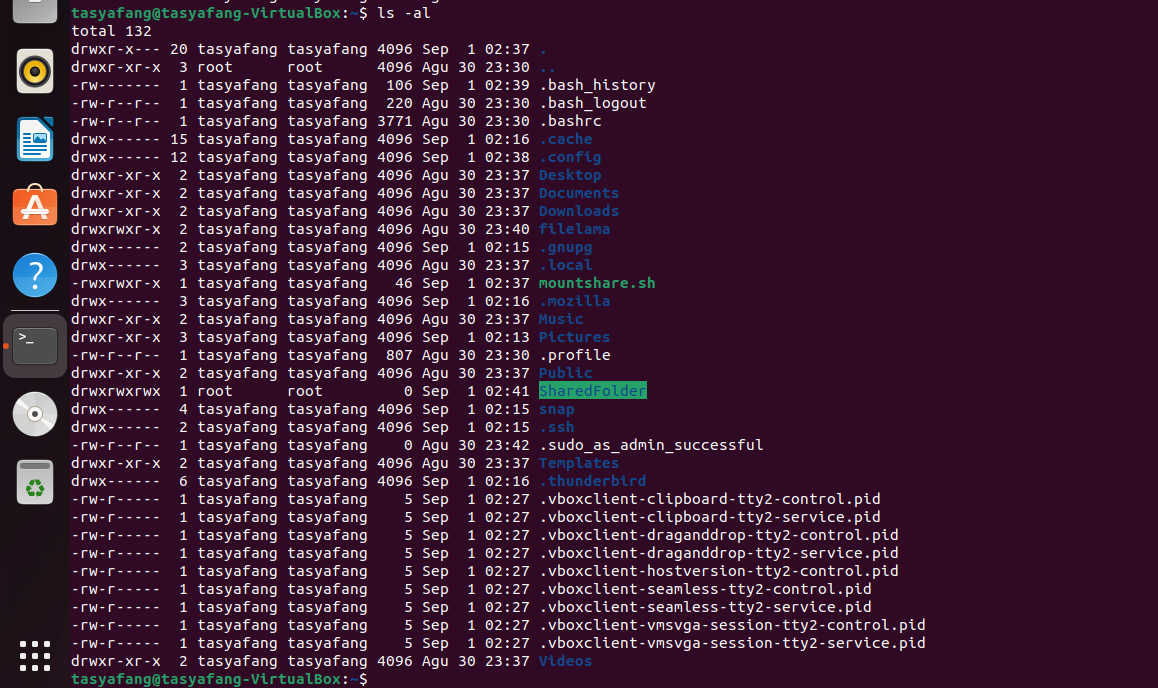 tasyafang@tasyafang-VirtualBox:~$ ls -al
total 132
drwxr-x--- 20 tasyafang tasyafang 4096 Sep  1 02:37 .
drwxr-xr-x  3 root      root      4096 Agu 30 23:30 ..
-rw-------  1 tasyafang tasyafang  106 Sep  1 02:39 .bash_history
-rw-r--r--  1 tasyafang tasyafang  220 Agu 30 23:30 .bash_logout
-rw-r--r--  1 tasyafang tasyafang 3771 Agu 30 23:30 .bashrc
drwx------ 15 tasyafang tasyafang 4096 Sep  1 02:16 .cache
drwx------ 12 tasyafang tasyafang 4096 Sep  1 02:38 .config
drwxr-xr-x  2 tasyafang tasyafang 4096 Agu 30 23:37 Desktop
drwxr-xr-x  2 tasyafang tasyafang 4096 Agu 30 23:37 Documents
drwxr-xr-x  2 tasyafang tasyafang 4096 Agu 30 23:37 Downloads
drwxrwxr-x  2 tasyafang tasyafang 4096 Agu 30 23:40 filelama
drwx------  2 tasyafang tasyafang 4096 Sep  1 02:15 .gnupg
drwx------  3 tasyafang tasyafang 4096 Agu 30 23:37 .local
-rwxrwxr-x  1 tasyafang tasyafang   46 Sep  1 02:37 mountshare.sh
drwx------  3 tasyafang tasyafang 4096 Sep  1 02:16 .mozilla
drwxr-xr-x  2 tasyafang tasyafang 4096 Agu 30 23:37 Music
drwxr-xr-x  3 tasyafang tasyafang 4096 Sep  1 02:13 Pictures
-rw-r--r--  1 tasyafang tasyafang  807 Agu 30 23:30 .profile
drwxr-xr-x  2 tasyafang tasyafang 4096 Agu 30 23:37 Public
drwxrwxrwx  1 root      root         0 Sep  1 02:41 SharedFolder
drwx------  4 tasyafang tasyafang 4096 Sep  1 02:15 snap
drwx------  2 tasyafang tasyafang 4096 Sep  1 02:15 .ssh
-rw-r--r--  1 tasyafang tasyafang    0 Agu 30 23:42 .sudo_as_admin_successful
drwxr-xr-x  2 tasyafang tasyafang 4096 Agu 30 23:37 Templates
drwx------  6 tasyafang tasyafang 4096 Sep  1 02:16 .thunderbird
-rw-r-----  1 tasyafang tasyafang    5 Sep  1 02:27 .vboxclient-clipboard-tty2-control.pid
-rw-r-----  1 tasyafang tasyafang    5 Sep  1 02:27 .vboxclient-clipboard-tty2-service.pid
-rw-r-----  1 tasyafang tasyafang    5 Sep  1 02:27 .vboxclient-draganddrop-tty2-control.pid
-rw-r-----  1 tasyafang tasyafang    5 Sep  1 02:27 .vboxclient-draganddrop-tty2-service.pid
-rw-r-----  1 tasyafang tasyafang    5 Sep  1 02:27 .vboxclient-hostversion-tty2-control.pid
-rw-r-----  1 tasyafang tasyafang    5 Sep  1 02:27 .vboxclient-seamless-tty2-control.pid
-rw-r-----  1 tasyafang tasyafang    5 Sep  1 02:27 .vboxclient-seamless-tty2-service.pid
-rw-r-----  1 tasyafang tasyafang    5 Sep  1 02:27 .vboxclient-vmsvga-session-tty2-control.pid
-rw-r-----  1 tasyafang tasyafang    5 Sep  1 02:27 .vboxclient-vmsvga-session-tty2-service.pid
drwxr-xr-x  2 tasyafang tasyafang 4096 Agu 30 23:37 Videos
tasyafang@tasyafang-VirtualBox:~$